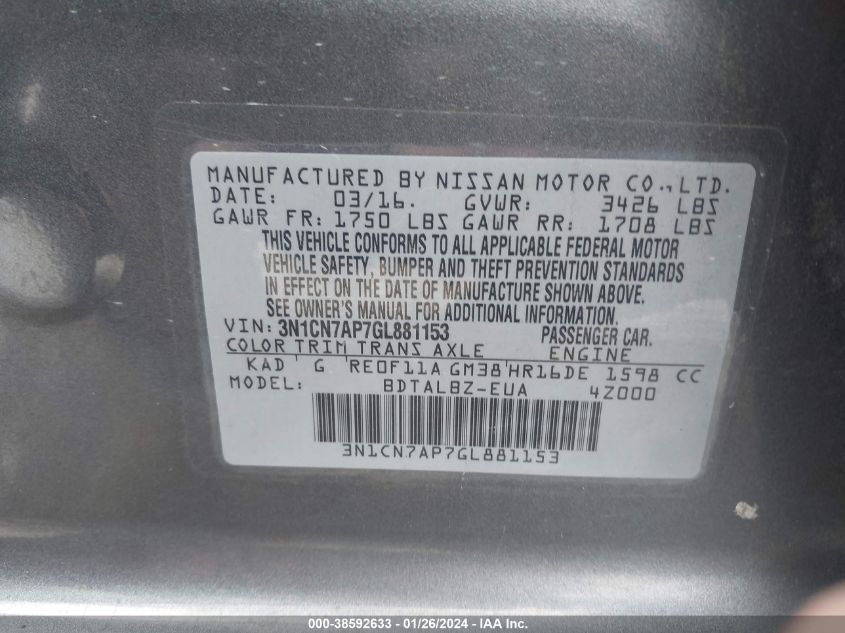 MANUFACTURED BY NISSAN MOTOR CO., LTD.
DATE: 03/16. GVWR: 3426 LBS
GAWR FR: 1750 LBS GAWR RR: 1708 LBS
THIS VEHICLE CONFORMS TO ALL APPLICABLE FEDERAL MOTOR
VEHICLE SAFETY, BUMPER AND THEFT PREVENTION STANDARDS
IN EFFECT ON THE DATE OF MANUFACTURE SHOWN ABOVE.
SEE OWNER'S MANUAL FOR ADDITIONAL INFORMATION.
VIN: 3N1CN7AP7GL881153 PASSENGER CAR.
COLOR TRIM TRANS AXLE ENGINE
KAD ' G 'RE0F11A GM38'HR16DE 1598 CC
MODEL: BDTALBZ-EUA 4Z000
3N1CN7AP7GL881153
000-38592633 - 01/26/2024 - IAA Inc.